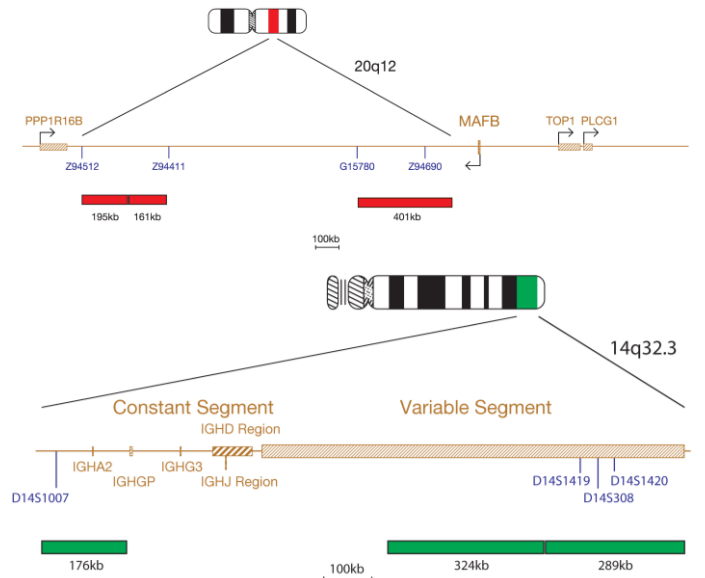 20q12
PPP1R16B
MAFB
TOP1 PLCG1
Z94512
Z94411
G15780
Z94690
195kb
161kb
401kb
100kb
14q32.3
Constant Segment
Variable Segment
IGHD Region
IGHA2
IGHGP
IGHG3
IGHJ Region
D14S1007
D14S1419
D14S308
D14S1420
176kb
100kb
324kb
289kb